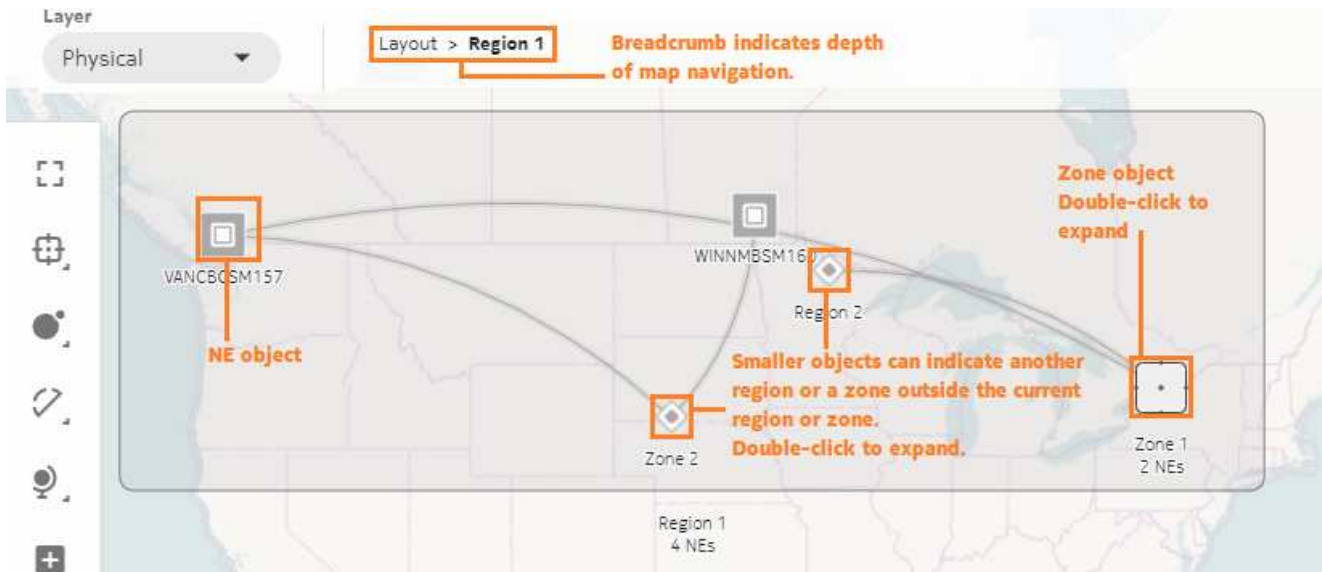 Layer
Physical
Layout > Region 1
Breadcrumb indicates depth
of map navigation.
Zone object
Double-click to
expand
VANCBCSM157
WINNMBSM160
Region 2
NE object
Smaller objects can indicate another
region or a zone outside the current
region or zone.
Double-click to expand.
Zone 2
Zone 1
2 NEs
Region 1
4 NEs